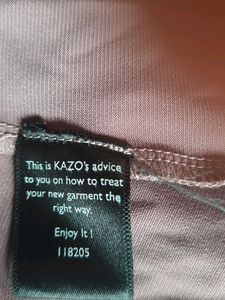 This is KAZO's advice
to you on how to treat
your new garment the
right way.
Enjoy It !
118205